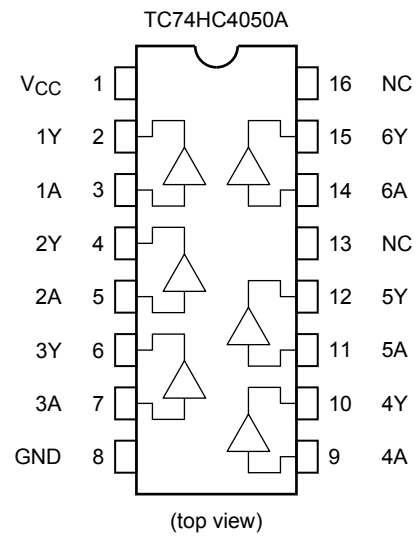 TC74HC4050A
VCC 1 16 NC
1Y 2 15 6Y
1A 3 14 6A
2Y 4 13 NC
2A 5 12 5Y
3Y 6 11 5A
3A 7 10 4Y
GND 8 9 4A
(top view)